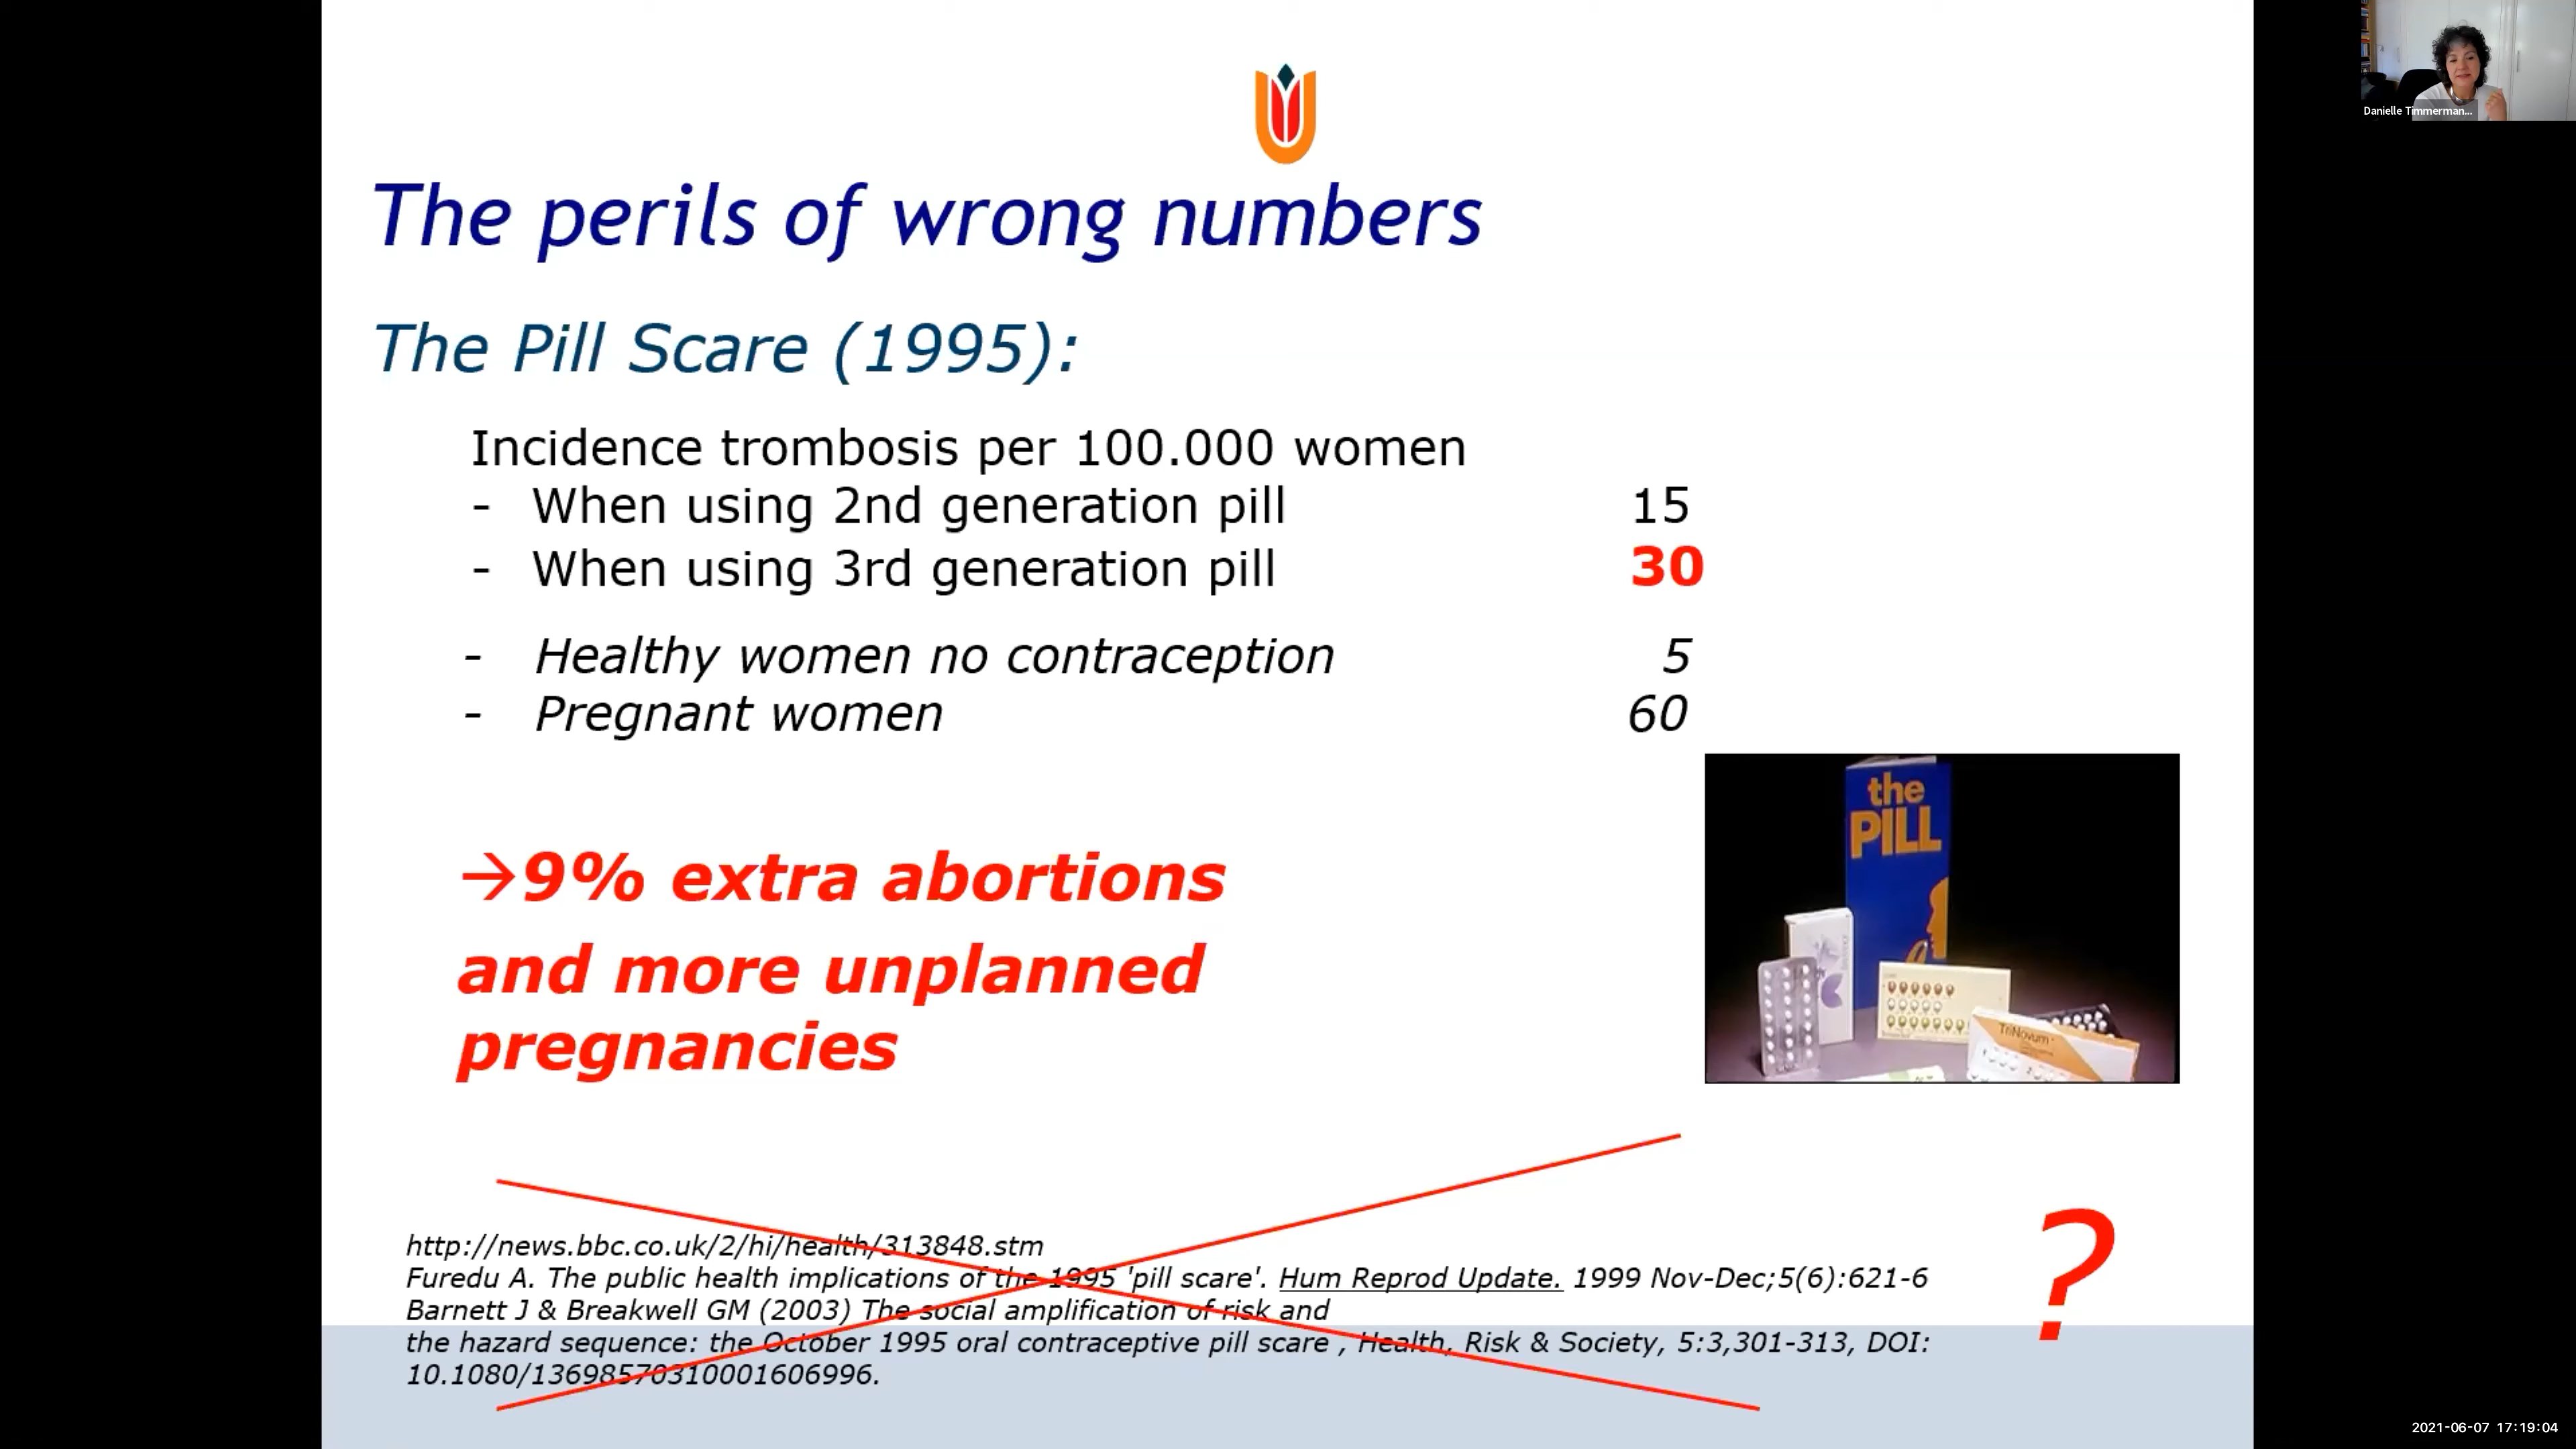 Danielle Timmerman...
The perils of wrong numbers
The Pill Scare (1995):
Incidence trombosis per 100.000 women
- When using 2nd generation pill 15
- When using 3rd generation pill 30
- Healthy women no contraception 5
- Pregnant women 60
→9% extra abortions
and more unplanned
pregnancies
the
PILL
TriNovum
http://news.bbc.co.uk/2/hi/health/313848.stm
Furedu A. The public health implications of the 1995 'pill scare'. Hum Reprod Update. 1999 Nov-Dec;5(6):621-6
Barnett J & Breakwell GM (2003) The social amplification of risk and
the hazard sequence: the October 1995 oral contraceptive pill scare , Health, Risk & Society, 5:3,301-313, DOI:
10.1080/13698570310001606996.
?
2021-06-07 17:19:04